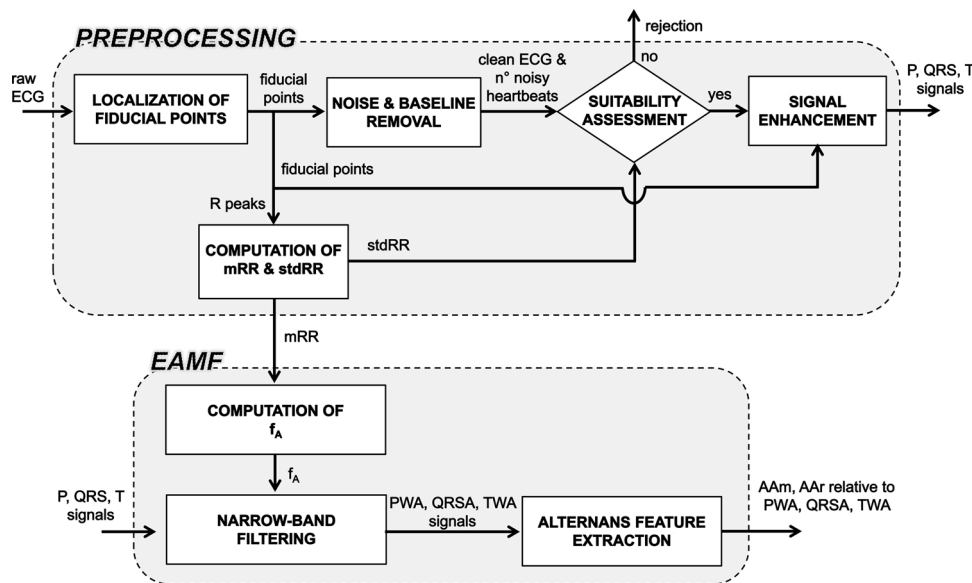 PREPROCESSING
rejection
no
raw
ECG
LOCALIZATION OF
FIDUCIAL POINTS
fiducial
points
NOISE & BASELINE
REMOVAL
clean ECG &
n° noisy
heartbeats
SUITABILITY
ASSESSMENT
yes
SIGNAL
ENHANCEMENT
P, QRS, T
signals
fiducial points
R peaks
COMPUTATION OF
mRR & stdRR
stdRR
mRR
EAMF
COMPUTATION OF
fA
fA
P, QRS, T
signals
NARROW-BAND
FILTERING
PWA, QRSA, TWA
signals
ALTERNANS FEATURE
EXTRACTION
AAm, AAr relative to
PWA, QRSA, TWA